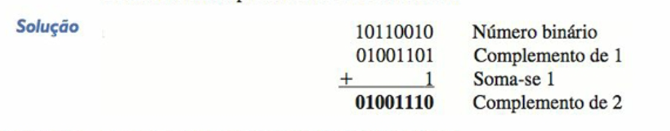 Solução
10110010 Número binário
01001101 Complemento de 1
+ 1 Soma-se 1
01001110 Complemento de 2